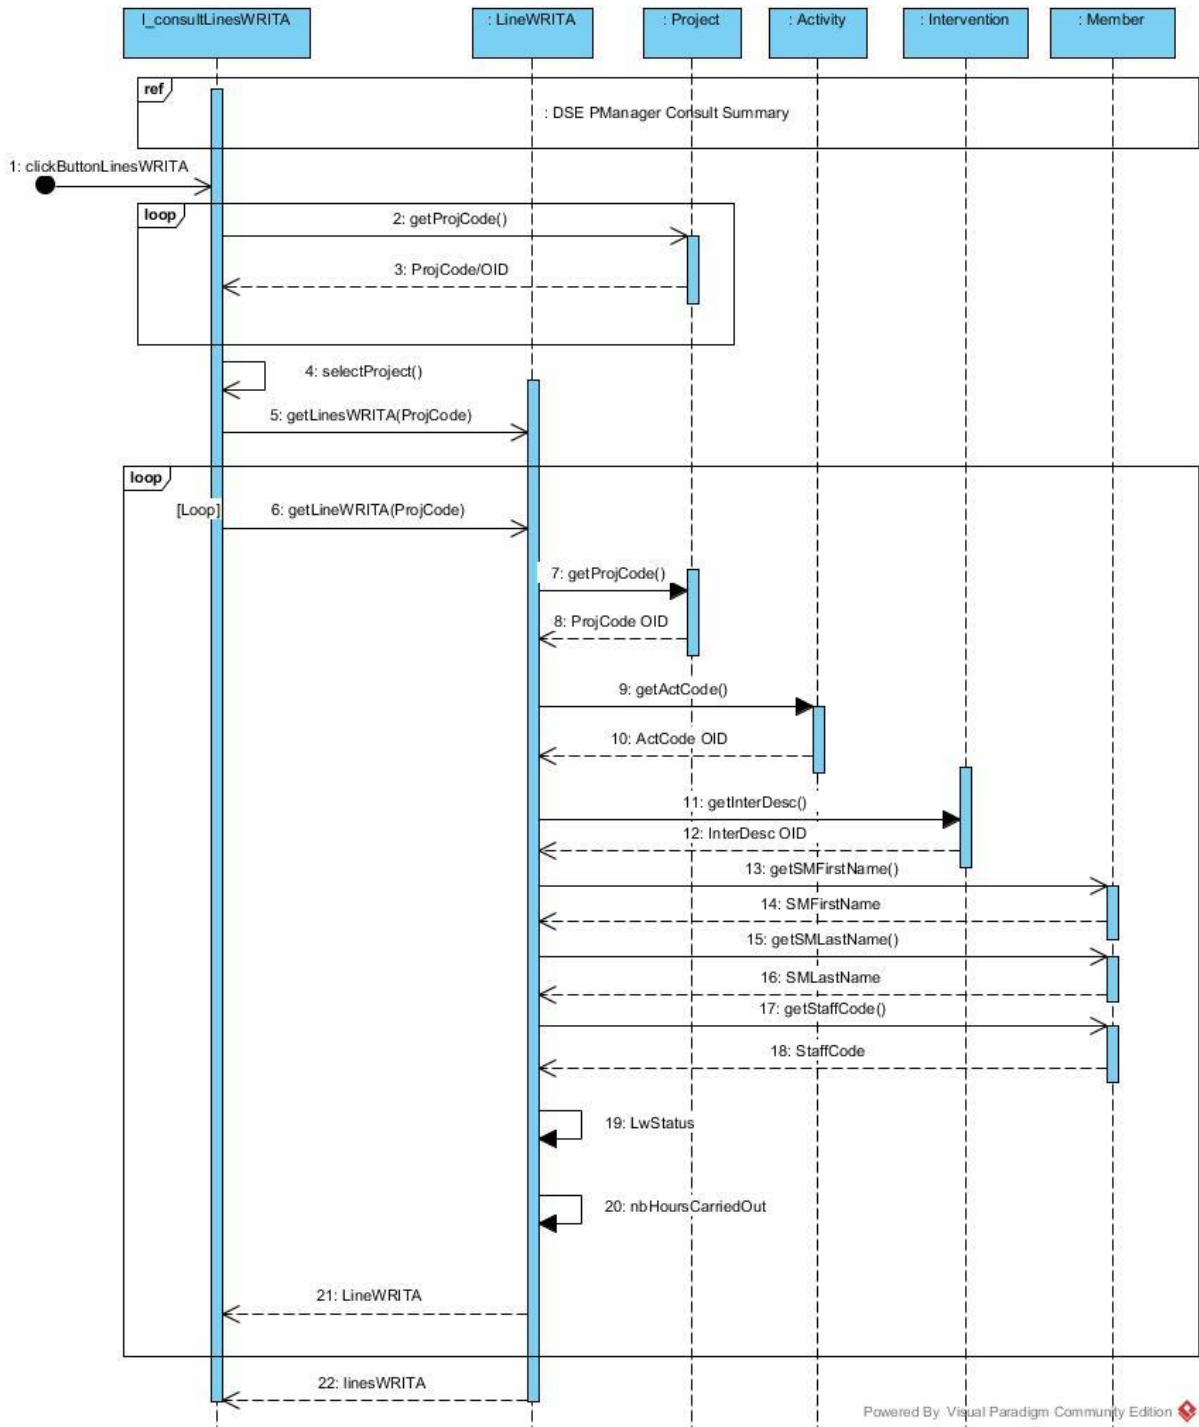 I_consultLinesWRITA
: LineWRITA
: Project
: Activity
: Intervention
: Member
ref
: DSE PManager Consult Summary
1: clickButtonLinesWRITA
loop
2: getProjCode()
3: ProjCode/OID
4: selectProject()
5: getLinesWRITA(ProjCode)
loop
[Loop]
6: getLineWRITA(ProjCode)
7: getProjCode()
8: ProjCode OID
9: getActCode()
10: ActCode OID
11: getInterDesc()
12: InterDesc OID
13: getSMFirstName()
14: SMFirstName
15: getSMLastName()
16: SMLastName
17: getStaffCode()
18: StaffCode
19: LwStatus
20: nbHoursCarriedOut
21: LineWRITA
22: linesWRITA
Powered By Visual Paradigm Community Edition